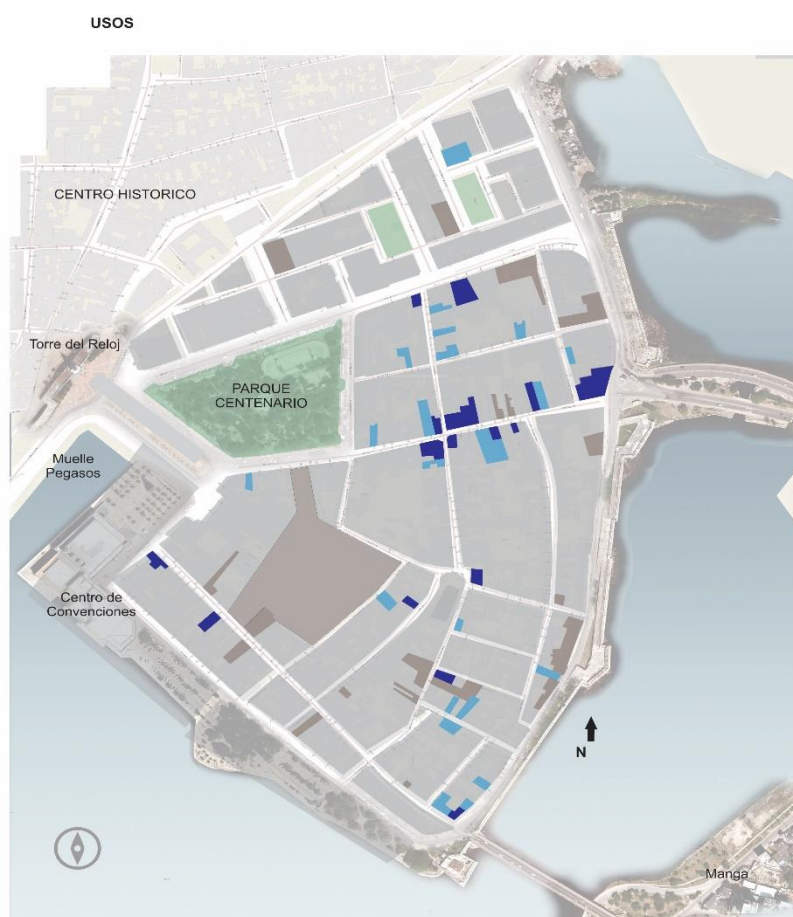 USOS
CENTRO HISTORICO
Torre del Reloj
PARQUE
CENTENARIO
Muelle
Pegasos
Centro de
Convenciones
N
Manga